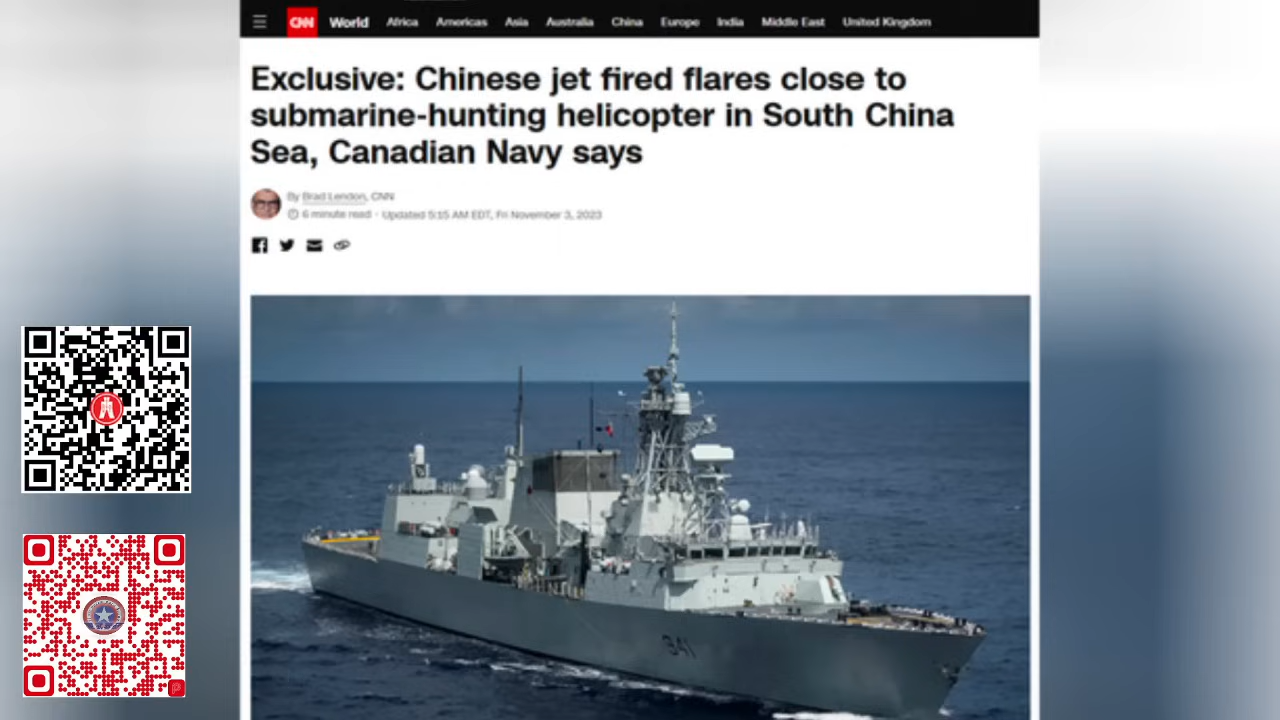 CNN World Africa Americas Asia Australia China Europe India Middle East United Kingdom
Exclusive: Chinese jet fired flares close to
submarine-hunting helicopter in South China
Sea, Canadian Navy says
By Brad Lendon, CNN
6 minute read · Updated 5:15 AM EDT, Fri November 3, 2023
341